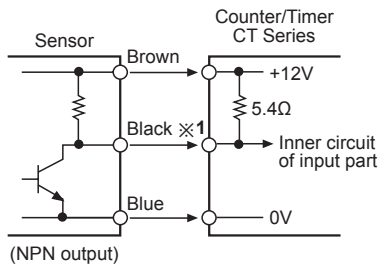 Counter/Timer
CT Series
Sensor
Brown
+12V
5.4Ω
Black ※1
Inner circuit
of input part
Blue
0V
(NPN output)